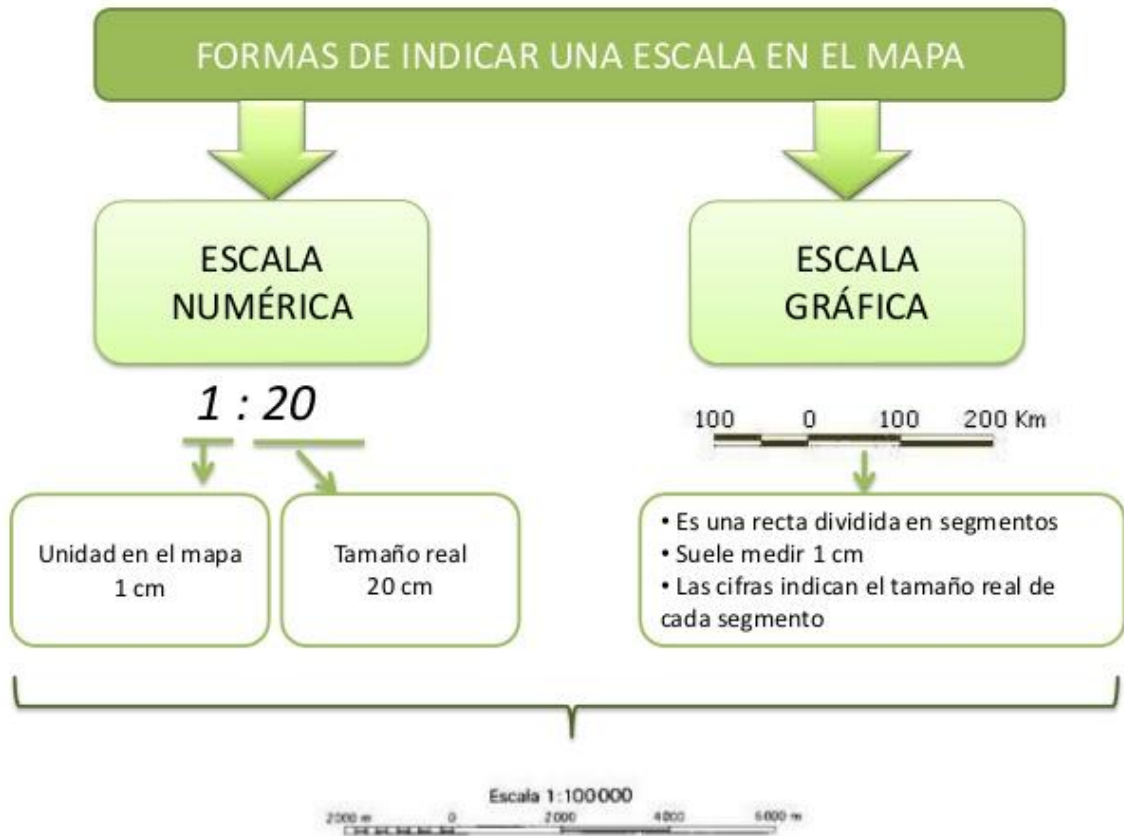 FORMAS DE INDICAR UNA ESCALA EN EL MAPA
ESCALA
NUMÉRICA
1 : 20
Unidad en el mapa
1 cm
Tamaño real
20 cm
ESCALA
GRÁFICA
100 0 100 200 Km
• Es una recta dividida en segmentos
• Suele medir 1 cm
• Las cifras indican el tamaño real de
cada segmento
Escala 1:100000
2000 m 0 2000 4000 6000 m